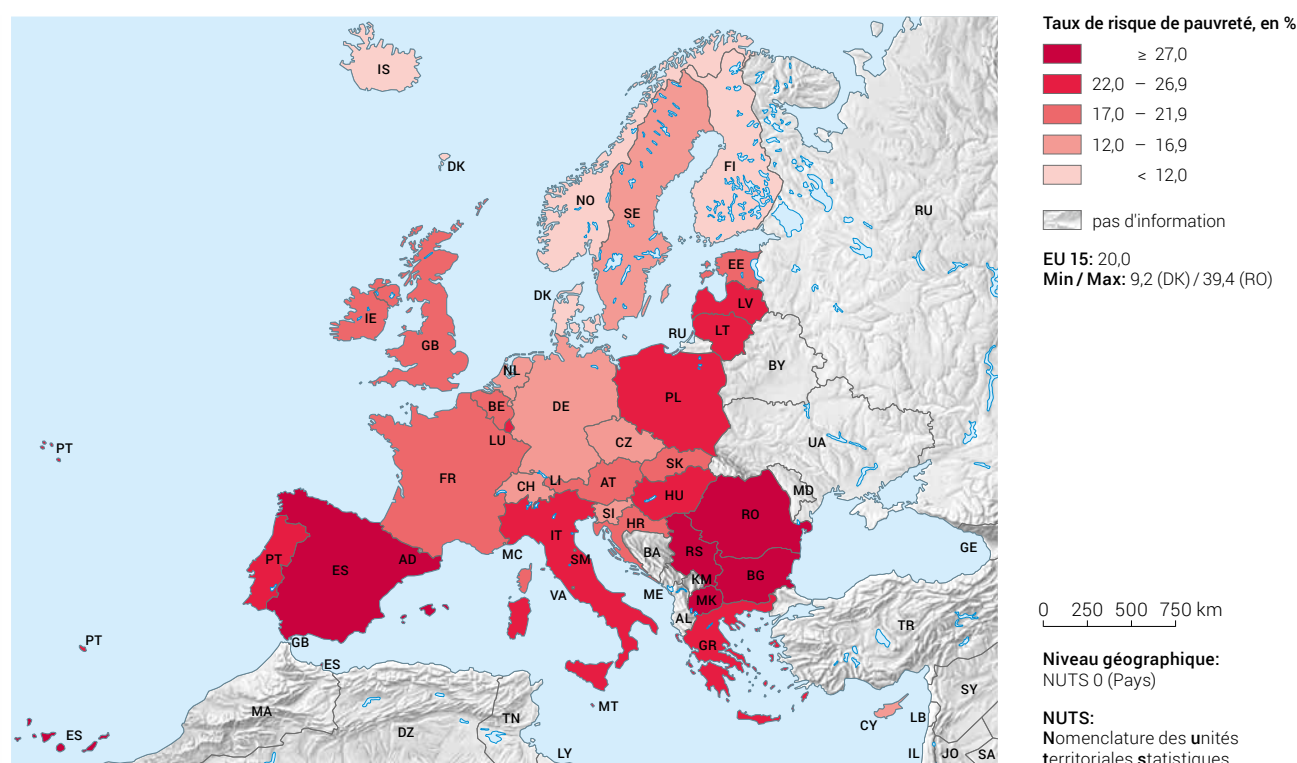 Taux de risque de pauvreté, en %
≥ 27,0
22,0 – 26,9
17,0 – 21,9
12,0 – 16,9
< 12,0
pas d'information
EU 15: 20,0
Min / Max: 9,2 (DK) / 39,4 (RO)
IS
DK
FI
NO
SE
RU
EE
DK
LV
IE
LT
RU
GB
BY
NL
PL
BE
DE
LU
CZ
UA
PT
SK
FR
CH
LI
AT
HU
MD
SI
RO
HR
IT
BA
RS
MC
GE
PT
AD
SM
ES
KM
BG
VA
ME
MK
AL
TR
PT
GB
GR
ES
SY
MA
MT
TN
CY
LB
ES
DZ
LY
IL
JO
SA
0 250 500 750 km
Niveau géographique:
NUTS 0 (Pays)
NUTS:
Nomenclature des unités
territoriales statistiques